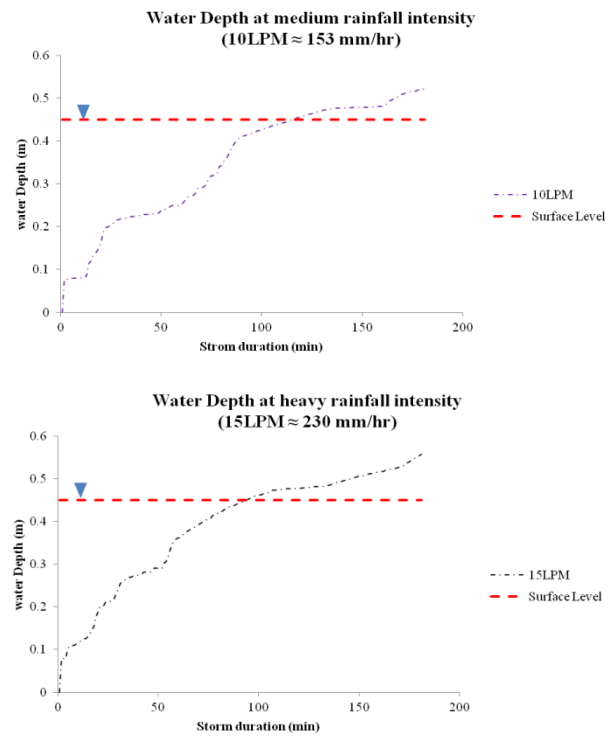 Water Depth at medium rainfall intensity
(10LPM ≈ 153 mm/hr)
0.6
0.5
0.4
0.3
0.2
0.1
0
water Depth (m)
0 50 100 150 200
Strom duration (min)
10LPM
Surface Level
Water Depth at heavy rainfall intensity
(15LPM ≈ 230 mm/hr)
0.6
0.5
0.4
0.3
0.2
0.1
0
water Depth (m)
0 50 100 150 200
Storm duration (min)
15LPM
Surface Level